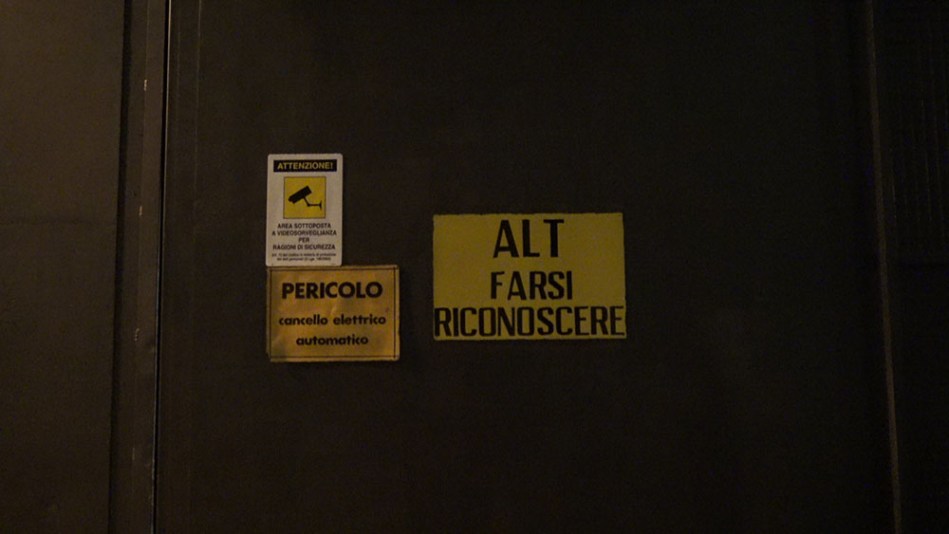 ATTENZIONE!
AREA SOTTOPOSTA
A VIDEOSORVEGLIANZA
PER
RAGIONI DI SICUREZZA
PERICOLO
cancello elettrico
automatico
ALT
FARSI
RICONOSCERE